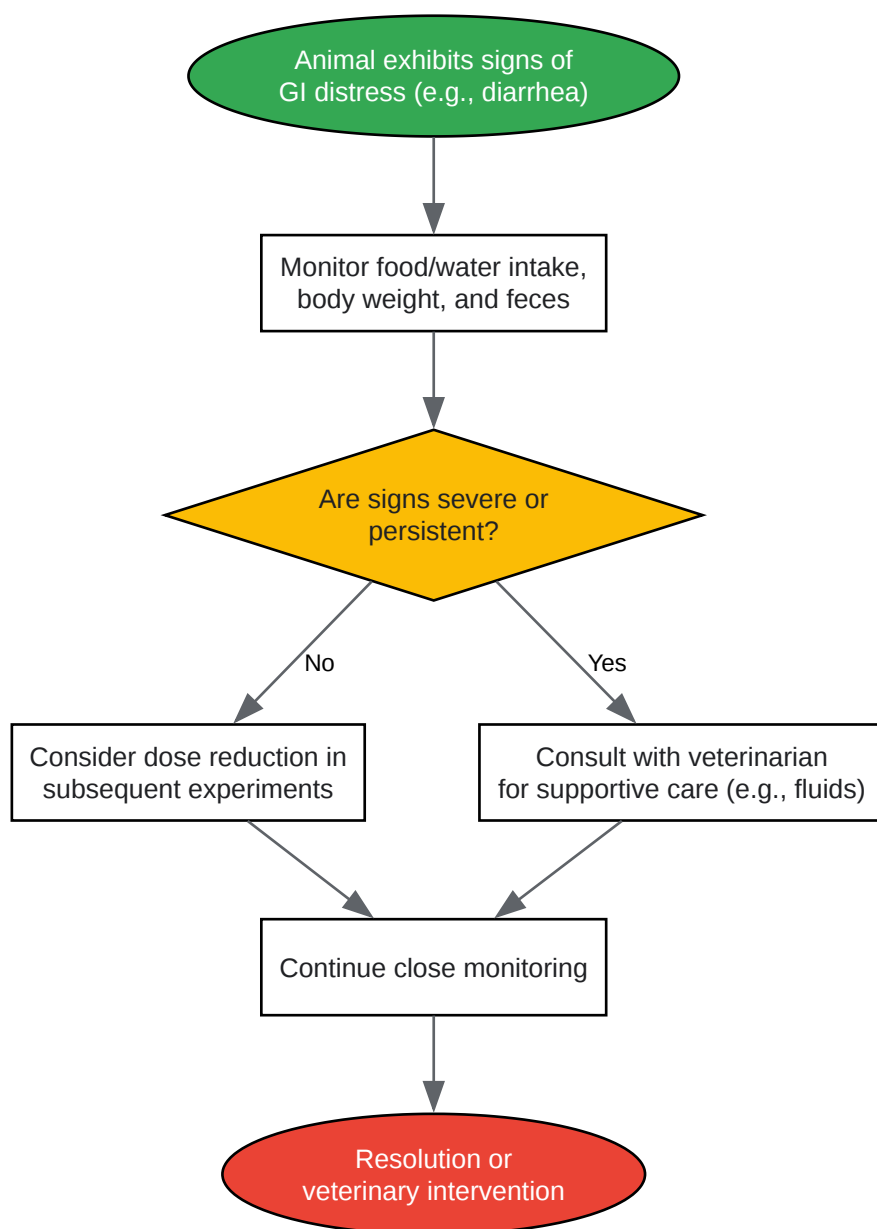 Animal exhibits signs of
GI distress (e.g., diarrhea)
Monitor food/water intake,
body weight, and feces
Are signs severe or
persistent?
No
Yes
Consider dose reduction in
subsequent experiments
Consult with veterinarian
for supportive care (e.g., fluids)
Continue close monitoring
Resolution or
veterinary intervention